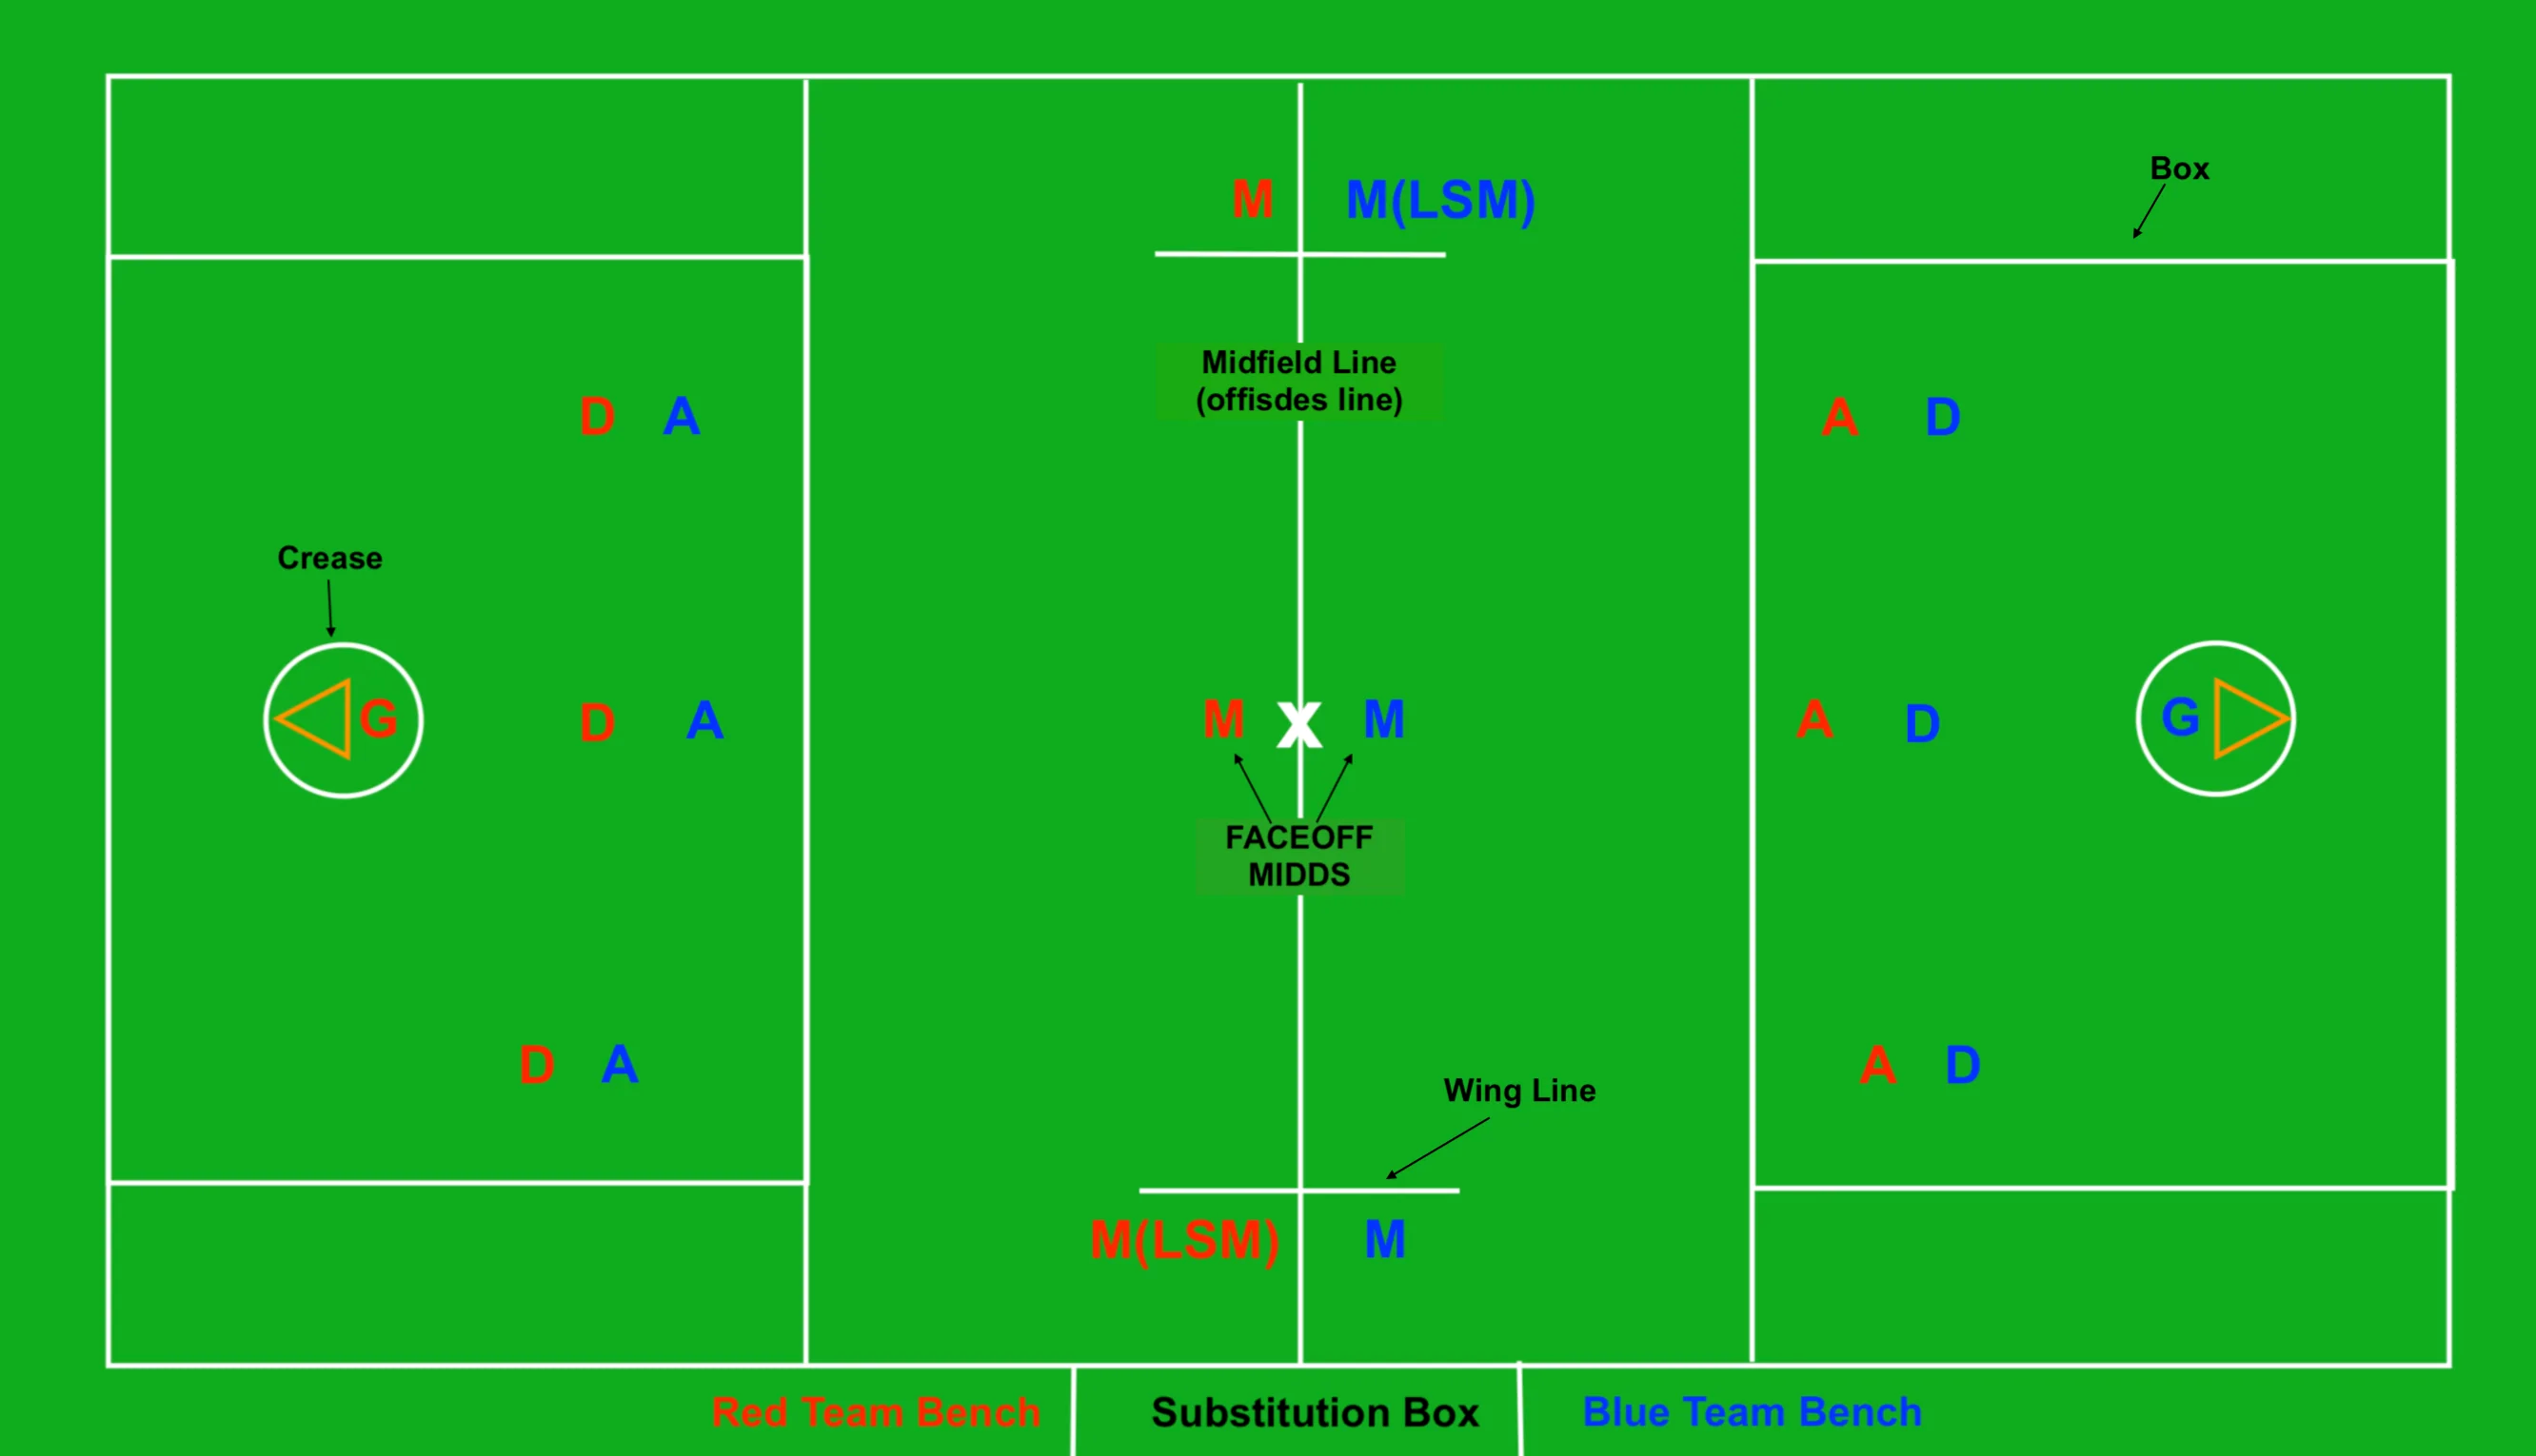 M M(LSM)
Box
Midfield Line
(offisdes line)
D A A D
Crease
G D A M X M A D G
FACEOFF
MIDDS
D A A D
Wing Line
M(LSM) M
Red Team Bench Substitution Box Blue Team Bench